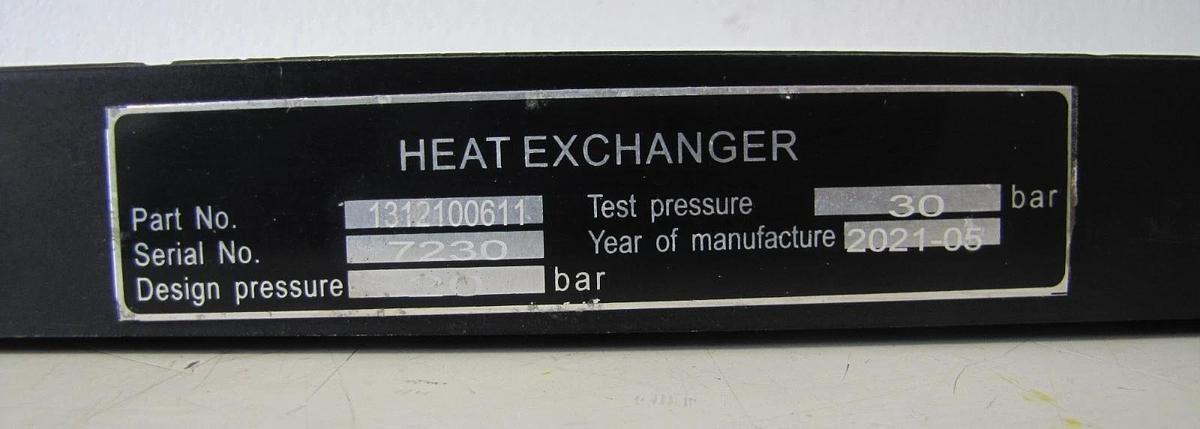 HEAT EXCHANGER
Part No. 1312100611 Test pressure 30 bar
Serial No. 7230 Year of manufacture 2021-05
Design pressure bar